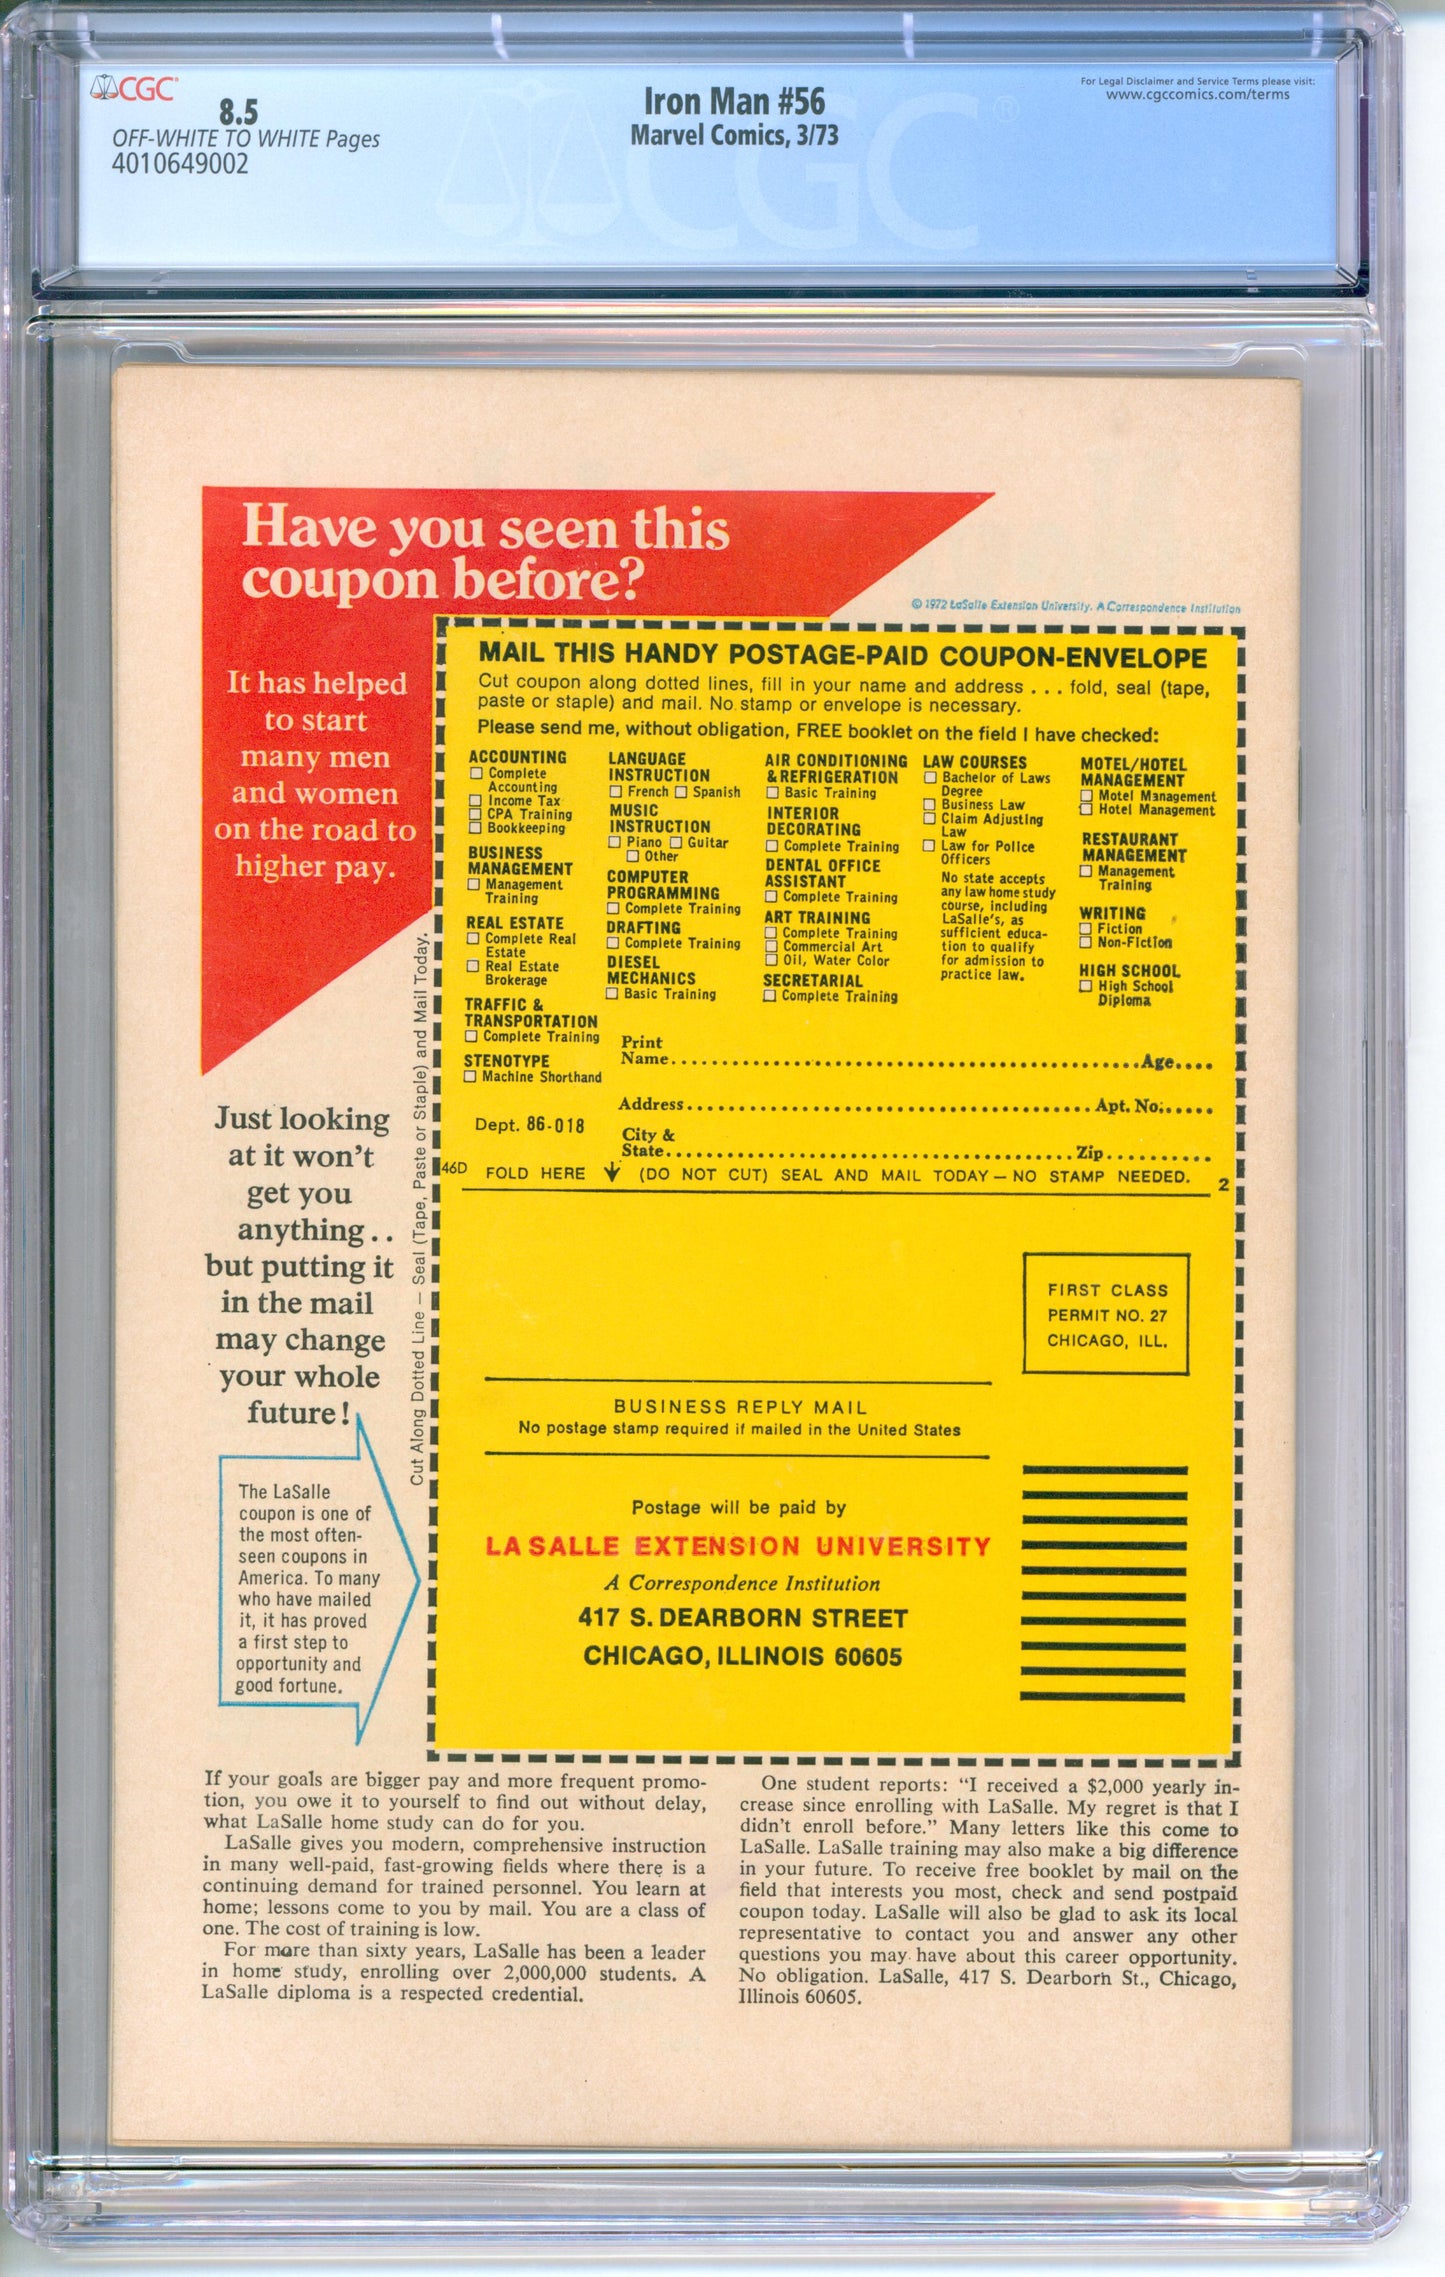 CGC
8.5
OFF-WHITE TO WHITE Pages
4010649002
Iron Man #56
Marvel Comics, 3/73
For Legal Disclaimer and Service Terms please visit:
www.cgccomics.com/terms
CGC
Have you seen this
coupon before?
© 1972 LaSalle Extension University. A Correspondence Institution
It has helped
to start
many men
and women
on the road to
higher pay.
Just looking
at it won't
get you
anything . .
but putting it
in the mail
may change
your whole
future!
The LaSalle
coupon is one of
the most often-
seen coupons in
America. To many
who have mailed
it, it has proved
a first step to
opportunity and
good fortune.
Cut Along Dotted Line – Seal (Tape, Paste or Staple) and Mail Today.
MAIL THIS HANDY POSTAGE-PAID COUPON-ENVELOPE
Cut coupon along dotted lines, fill in your name and address . . . fold, seal (tape,
paste or staple) and mail. No stamp or envelope is necessary.
Please send me, without obligation, FREE booklet on the field I have checked:
ACCOUNTING
☐ Complete
Accounting
☐ Income Tax
☐ CPA Training
☐ Bookkeeping
BUSINESS
MANAGEMENT
☐ Management
Training
REAL ESTATE
☐ Complete Real
Estate
☐ Real Estate
Brokerage
TRAFFIC &
TRANSPORTATION
☐ Complete Training
STENOTYPE
☐ Machine Shorthand
LANGUAGE
INSTRUCTION
☐ French ☐ Spanish
MUSIC
INSTRUCTION
☐ Piano ☐ Guitar
☐ Other
COMPUTER
PROGRAMMING
☐ Complete Training
DRAFTING
☐ Complete Training
DIESEL
MECHANICS
☐ Basic Training
AIR CONDITIONING
& REFRIGERATION
☐ Basic Training
INTERIOR
DECORATING
☐ Complete Training
DENTAL OFFICE
ASSISTANT
☐ Complete Training
ART TRAINING
☐ Complete Training
☐ Commercial Art
☐ Oil, Water Color
SECRETARIAL
☐ Complete Training
LAW COURSES
☐ Bachelor of Laws
Degree
☐ Business Law
☐ Claim Adjusting
Law
☐ Law for Police
Officers
No state accepts
any law home study
course, including
LaSalle's, as
sufficient educa-
tion to qualify
for admission to
practice law.
MOTEL/HOTEL
MANAGEMENT
☐ Motel Management
☐ Hotel Management
RESTAURANT
MANAGEMENT
☐ Management
Training
WRITING
☐ Fiction
☐ Non-Fiction
HIGH SCHOOL
☐ High School
Diploma
Print
Name.....Age....
Address.....Apt. No......
Dept. 86-018
City &
State.....Zip..........
46D FOLD HERE ↓ (DO NOT CUT) SEAL AND MAIL TODAY – NO STAMP NEEDED. 2
FIRST CLASS
PERMIT NO. 27
CHICAGO, ILL.
BUSINESS REPLY MAIL
No postage stamp required if mailed in the United States
Postage will be paid by
LA SALLE EXTENSION UNIVERSITY
A Correspondence Institution
417 S. DEARBORN STREET
CHICAGO, ILLINOIS 60605
If your goals are bigger pay and more frequent promo-
tion, you owe it to yourself to find out without delay,
what LaSalle home study can do for you.
LaSalle gives you modern, comprehensive instruction
in many well-paid, fast-growing fields where there is a
continuing demand for trained personnel. You learn at
home; lessons come to you by mail. You are a class of
one. The cost of training is low.
For more than sixty years, LaSalle has been a leader
in home study, enrolling over 2,000,000 students. A
LaSalle diploma is a respected credential.
One student reports: "I received a $2,000 yearly in-
crease since enrolling with LaSalle. My regret is that I
didn't enroll before." Many letters like this come to
LaSalle. LaSalle training may also make a big difference
in your future. To receive free booklet by mail on the
field that interests you most, check and send postpaid
coupon today. LaSalle will also be glad to ask its local
representative to contact you and answer any other
questions you may have about this career opportunity.
No obligation. LaSalle, 417 S. Dearborn St., Chicago,
Illinois 60605.